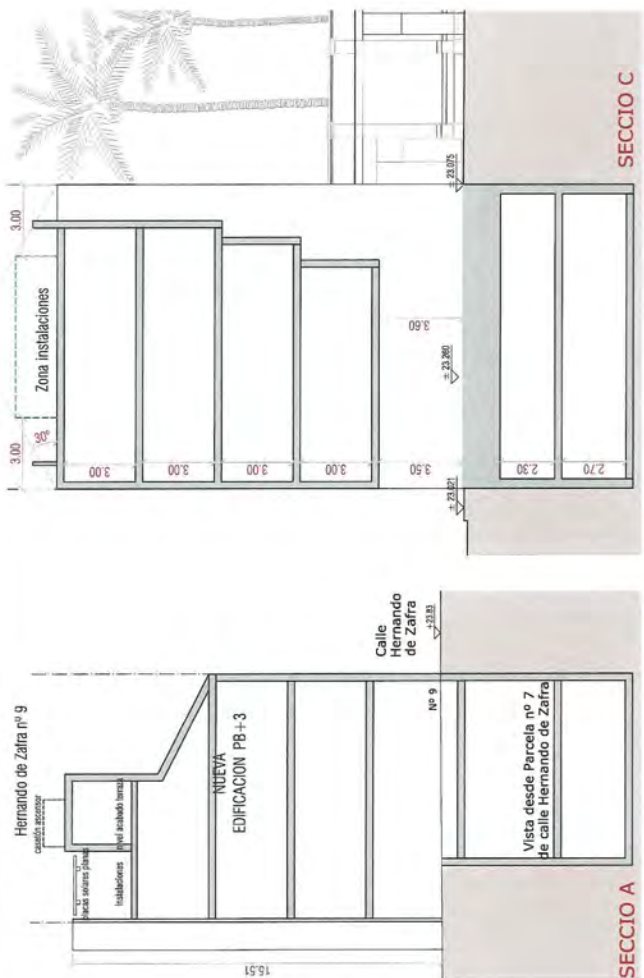 3.00
3.00
Zona instalaciones
30º
3.00
3.00
3.00
3.00
3.50
3.60
± 23.075
± 23.260
± 23.021
2.30
2.70
SECCIO C
Hernando de Zafra nº 9
casetón ascensor
placas solares planas
Instalaciones
nivel acabado terraza
NUEVA
EDIFICACION PB+3
15.51
Calle
Hernando
de Zafra
+23.83
Nº 9
Vista desde Parcela nº 7
de calle Hernando de Zafra
SECCIO A